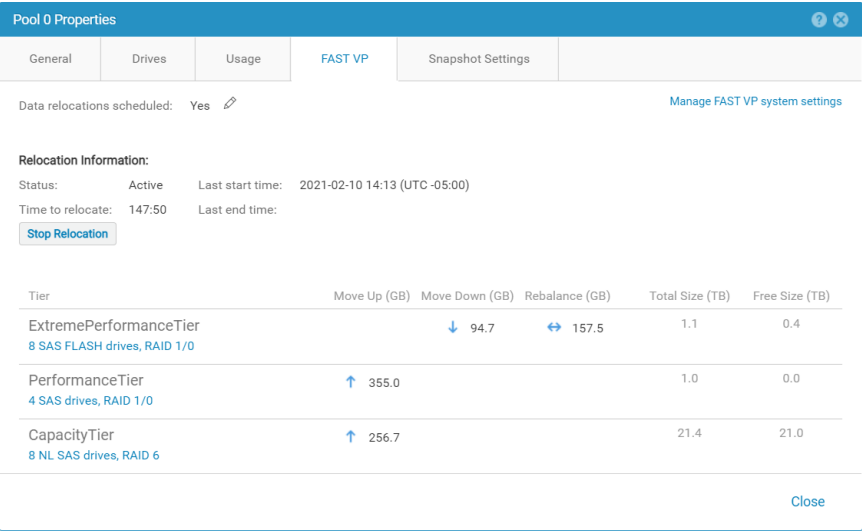 Pool 0 Properties
General Drives Usage FAST VP Snapshot Settings
Data relocations scheduled: Yes Manage FAST VP system settings
Relocation Information:
Status: Active Last start time: 2021-02-10 14:13 (UTC -05:00)
Time to relocate: 147:50 Last end time:
Stop Relocation
Tier Move Up (GB) Move Down (GB) Rebalance (GB) Total Size (TB) Free Size (TB)
ExtremePerformanceTier ↓ 94.7 ↔ 157.5 1.1 0.4
8 SAS FLASH drives, RAID 1/0
PerformanceTier ↑ 355.0 1.0 0.0
4 SAS drives, RAID 1/0
CapacityTier ↑ 256.7 21.4 21.0
8 NL SAS drives, RAID 6
Close